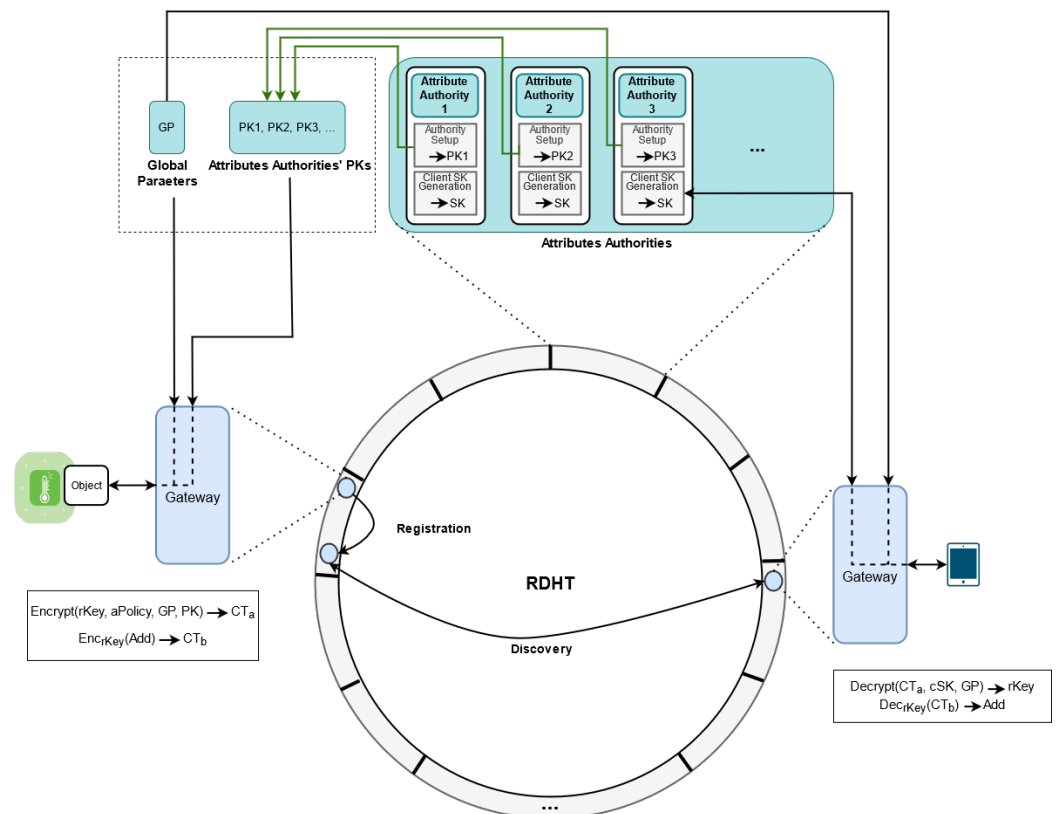 GP
Global
Paraeters
PK1, PK2, PK3, ...
Attributes Authorities' PKs
Attribute
Authority
1
Authority
Setup
PK1
Client SK
Generation
SK
Attribute
Authority
2
Authority
Setup
PK2
Client SK
Generation
SK
Attribute
Authority
3
Authority
Setup
PK3
Client SK
Generation
SK
...
Attributes Authorities
Object
Gateway
Encrypt(rKey, aPolicy, GP, PK) → CTa
EncrKey(Add) → CTb
Registration
RDHT
Discovery
...
Gateway
Decrypt(CTa, cSK, GP) → rKey
DecrKey(CTb) → Add